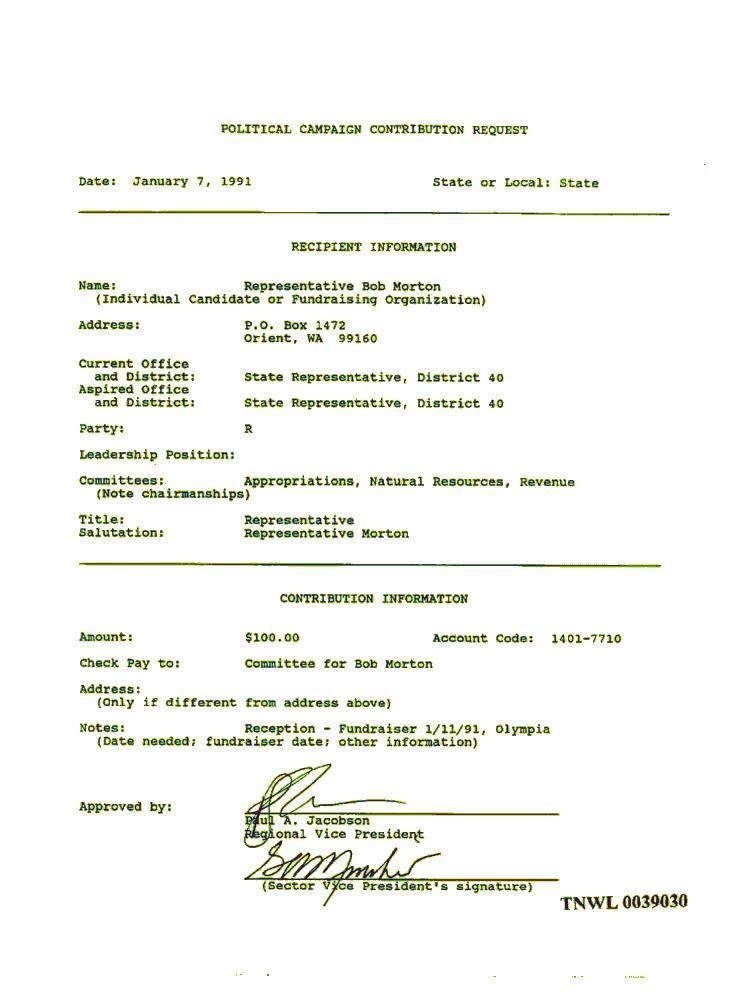 POLITICAL CAMPAIGN CONTRIBUTION REQUEST
Date: January 7, 1991 State or Local: State
RECIPIENT INFORMATION
Name: Representative Bob Morton
(Individual Candidate or Fundraising Organization)
Address: P.O. Box 1472
Orient, WA 99160
Current Office
and District: State Representative, District 40
Aspired Office
and District: State Representative, District 40
Party: R
Leadership Position:
Committees: Appropriations, Natural Resources, Revenue
(Note chairmanships)
Title: Representative
Salutation: Representative Morton
CONTRIBUTION INFORMATION
Amount: $100.00 Account Code: 1401-7710
Check Pay to: Committee for Bob Morton
Address:
(Only if different from address above)
Notes: Reception - Fundraiser 1/11/91, Olympia
(Date needed; fundraiser date; other information)
Approved by:
Paul A. Jacobson
Regional Vice President
(Sector Vice President's signature)
TNWL 0039030